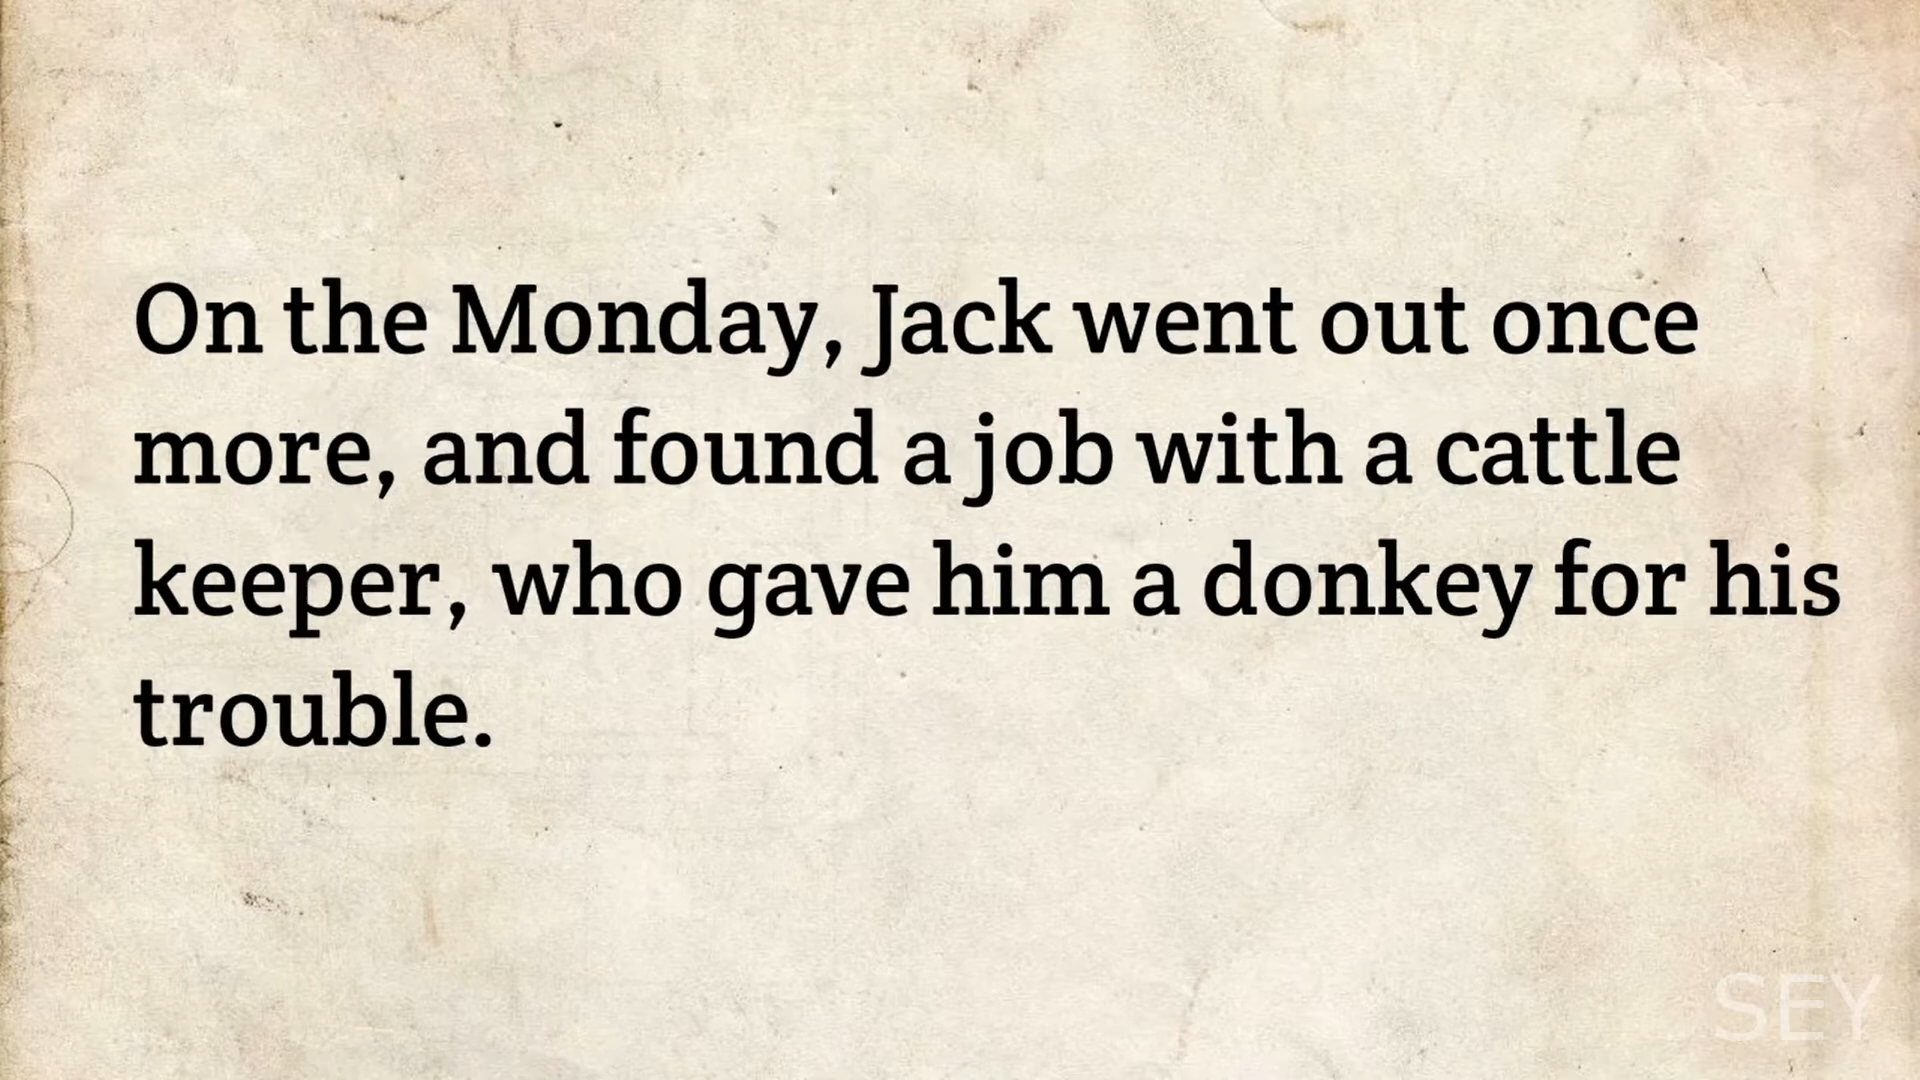 On the Monday, Jack went out once
more, and found a job with a cattle
keeper, who gave him a donkey for his
trouble.
SEY